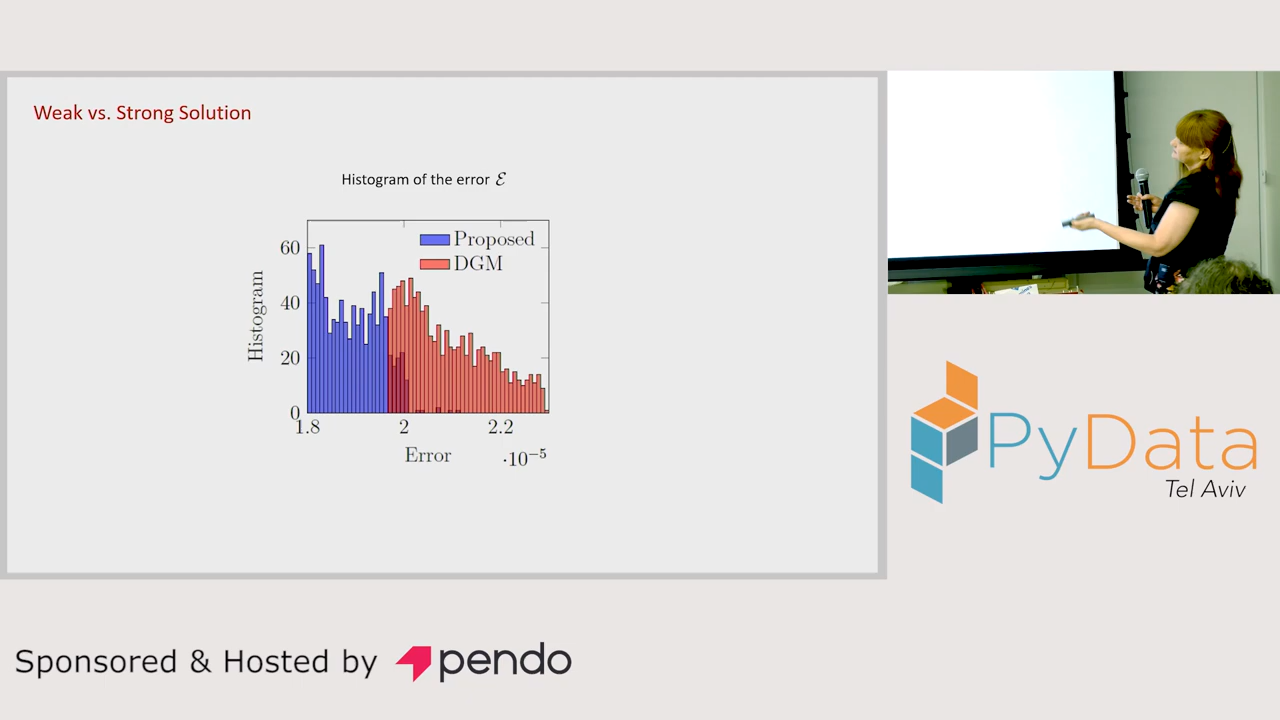 Weak vs. Strong Solution
Histogram of the error ℰ
Histogram
60
40
20
0
Proposed
DGM
1.8
2
2.2
Error
·10⁻⁵
PyData
Tel Aviv
Sponsored & Hosted by pendo